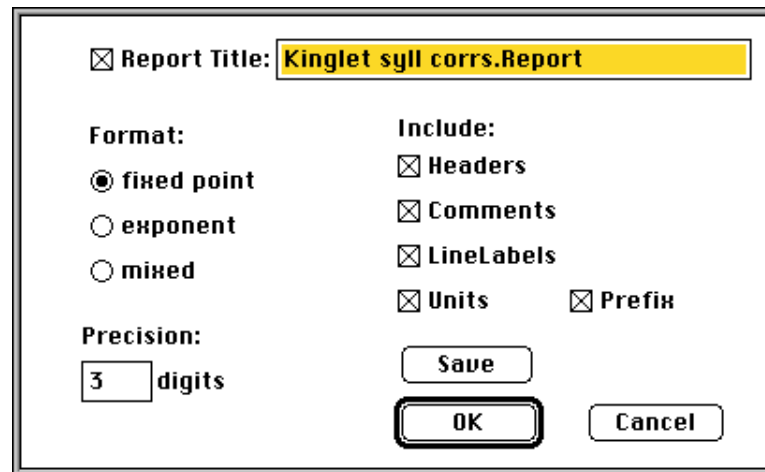 Report Title: Kinglet syll corrs.Report
Format:
fixed point
exponent
mixed
Precision:
3 digits
Include:
Headers
Comments
LineLabels
Units Prefix
Save
OK Cancel